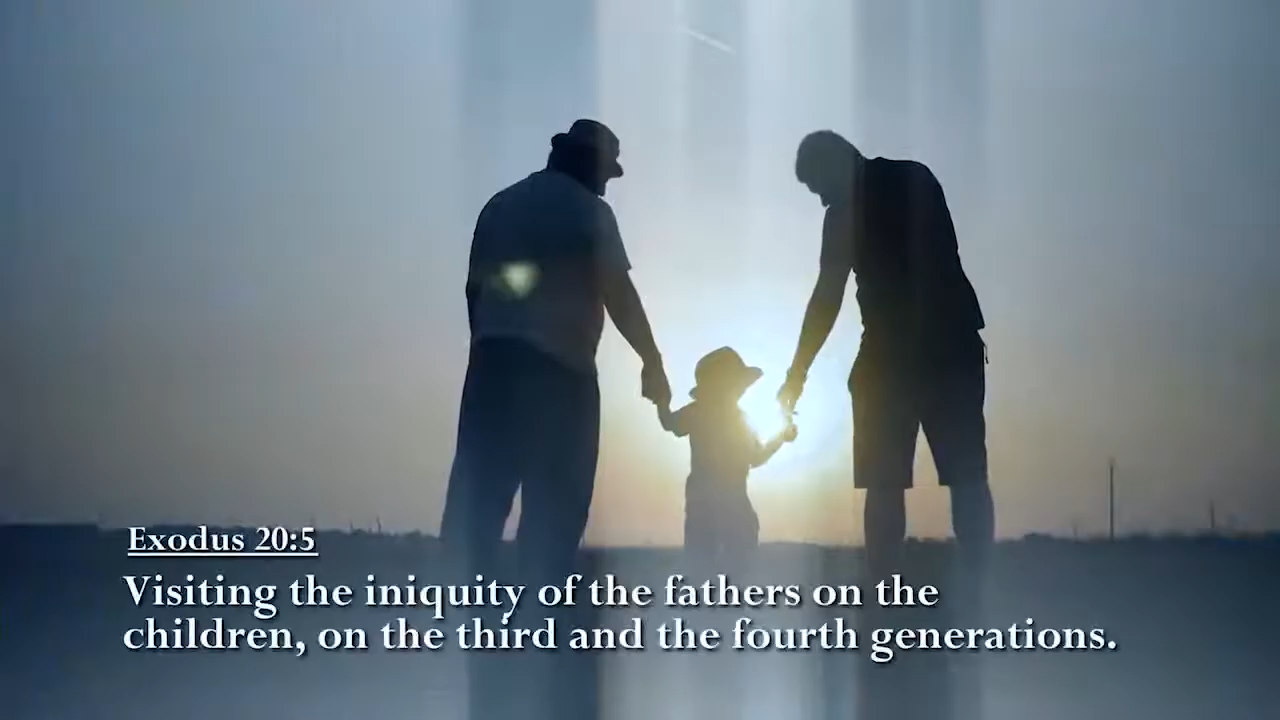 Exodus 20:5
Visiting the iniquity of the fathers on the
children, on the third and the fourth generations.